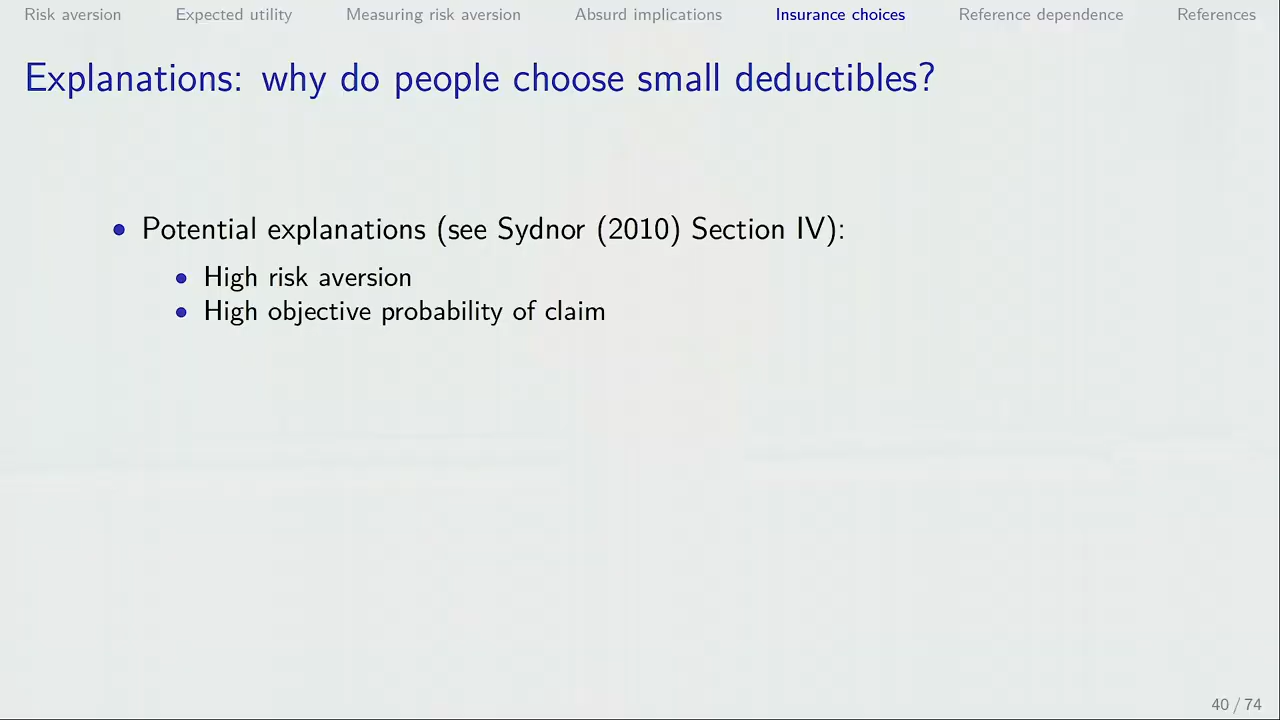 Risk aversion Expected utility Measuring risk aversion Absurd implications Insurance choices Reference dependence References
Explanations: why do people choose small deductibles?
• Potential explanations (see Sydnor (2010) Section IV):
• High risk aversion
• High objective probability of claim
40 / 74